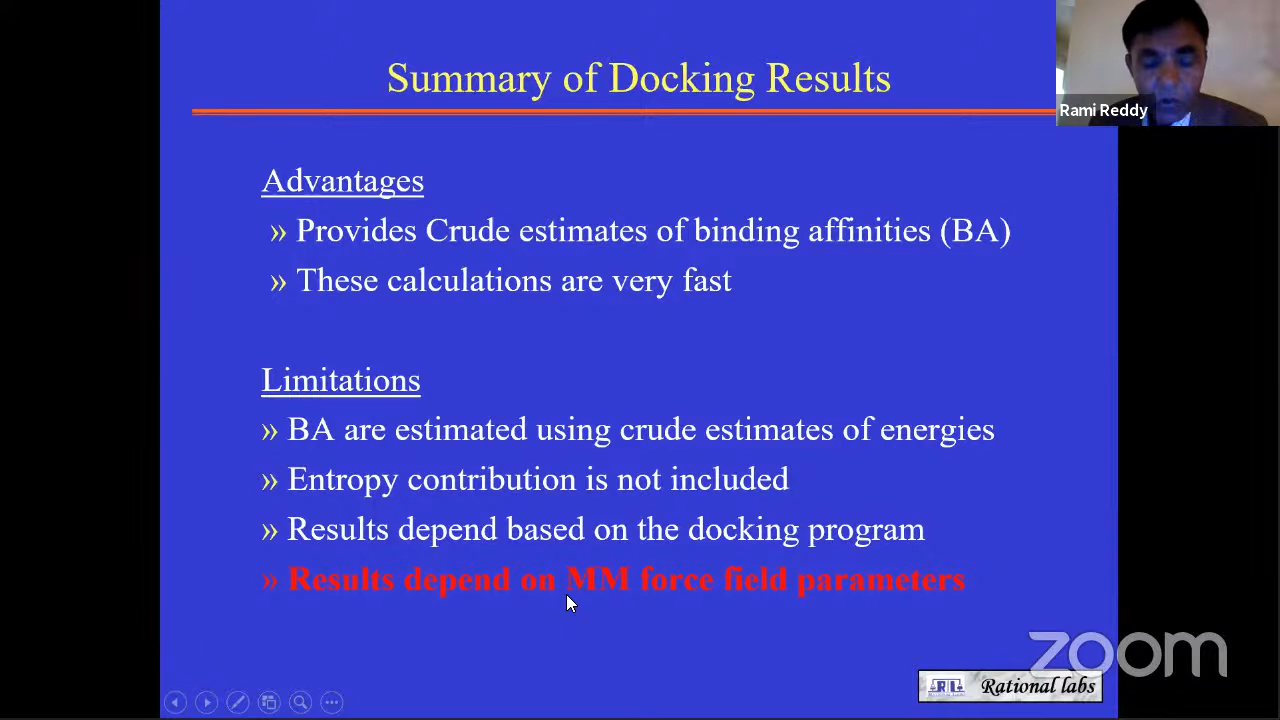 Summary of Docking Results
Rami Reddy
Advantages
» Provides Crude estimates of binding affinities (BA)
» These calculations are very fast
Limitations
» BA are estimated using crude estimates of energies
» Entropy contribution is not included
» Results depend based on the docking program
» Results depend on MM force field parameters
zoom
RL
Rational labs